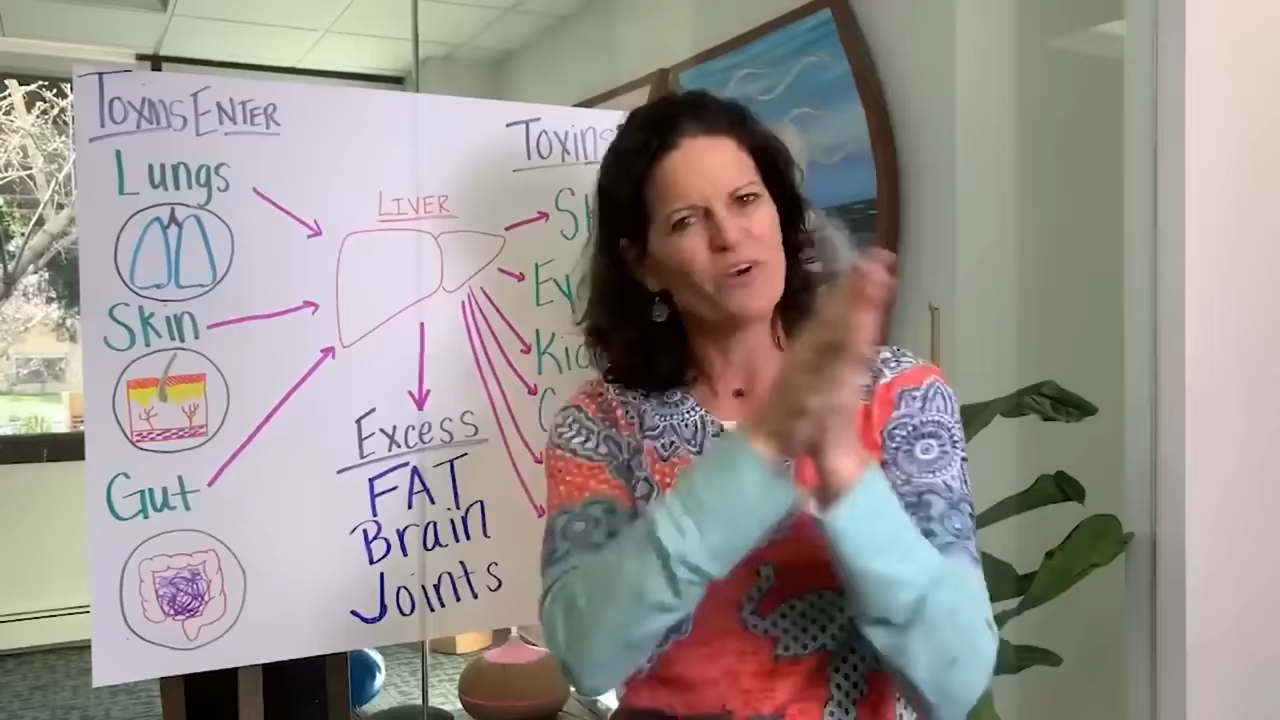 Toxins ENTER
Lungs
Skin
Gut
LIVER
Excess
FAT
Brain
Joints
Toxins